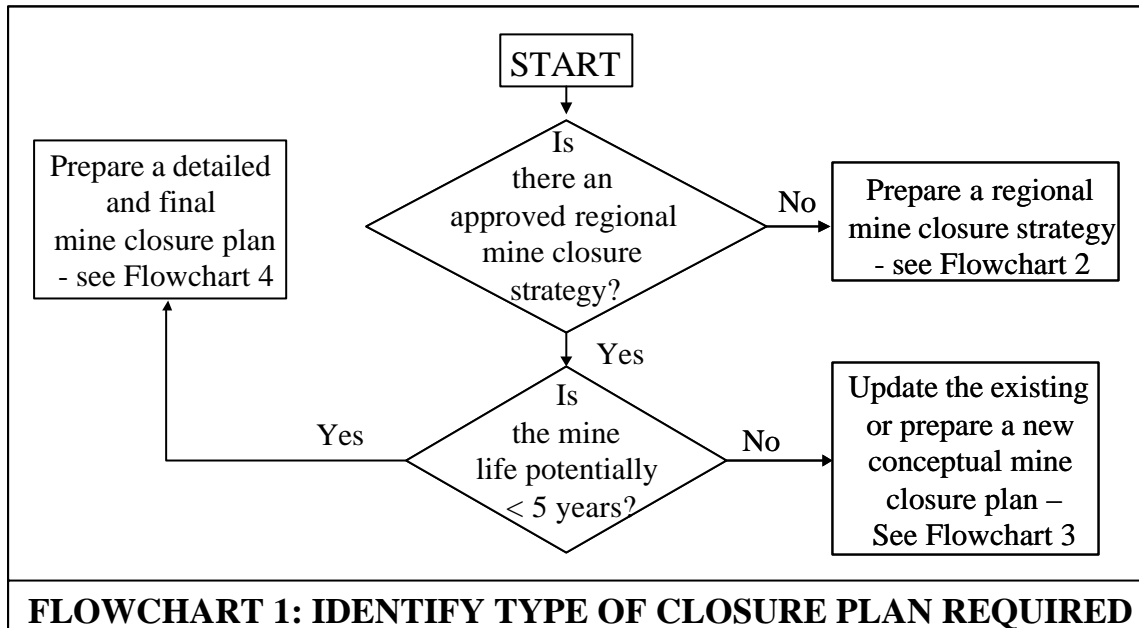 START
Is
there an
approved regional
mine closure
strategy?
No
Prepare a regional
mine closure strategy
- see Flowchart 2
Yes
Is
the mine
life potentially
< 5 years?
No
Update the existing
or prepare a new
conceptual mine
closure plan –
See Flowchart 3
Yes
Prepare a detailed
and final
mine closure plan
- see Flowchart 4
FLOWCHART 1: IDENTIFY TYPE OF CLOSURE PLAN REQUIRED